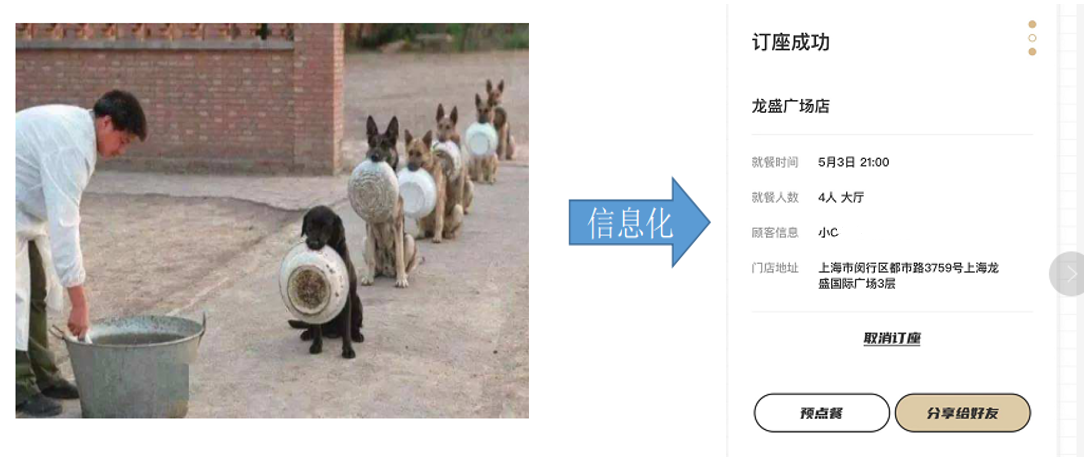 信息化
订座成功
龙盛广场店
就餐时间 5月3日 21:00
就餐人数 4人 大厅
顾客信息 小C
门店地址 上海市闵行区都市路3759号上海龙
盛国际广场3层
取消订座
预点餐 分享给好友